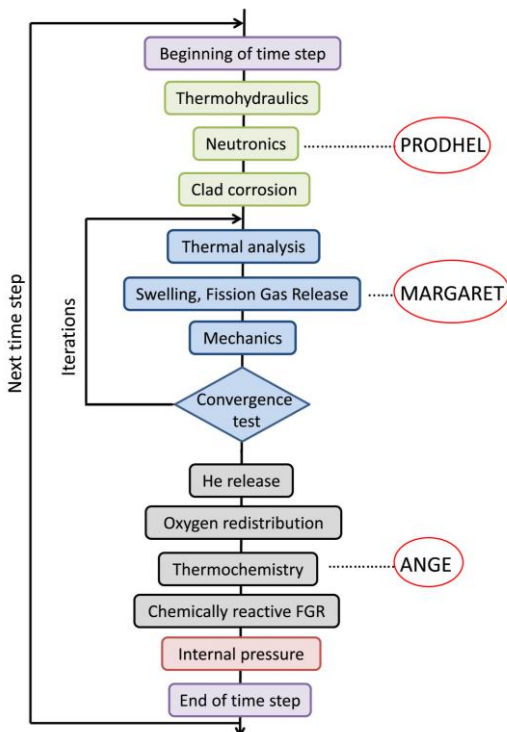 Beginning of time step
Thermohydraulics
Neutronics
PRODHEL
Clad corrosion
Thermal analysis
Swelling, Fission Gas Release
MARGARET
Mechanics
Next time step
Iterations
Convergence
test
He release
Oxygen redistribution
Thermochemistry
ANGE
Chemically reactive FGR
Internal pressure
End of time step